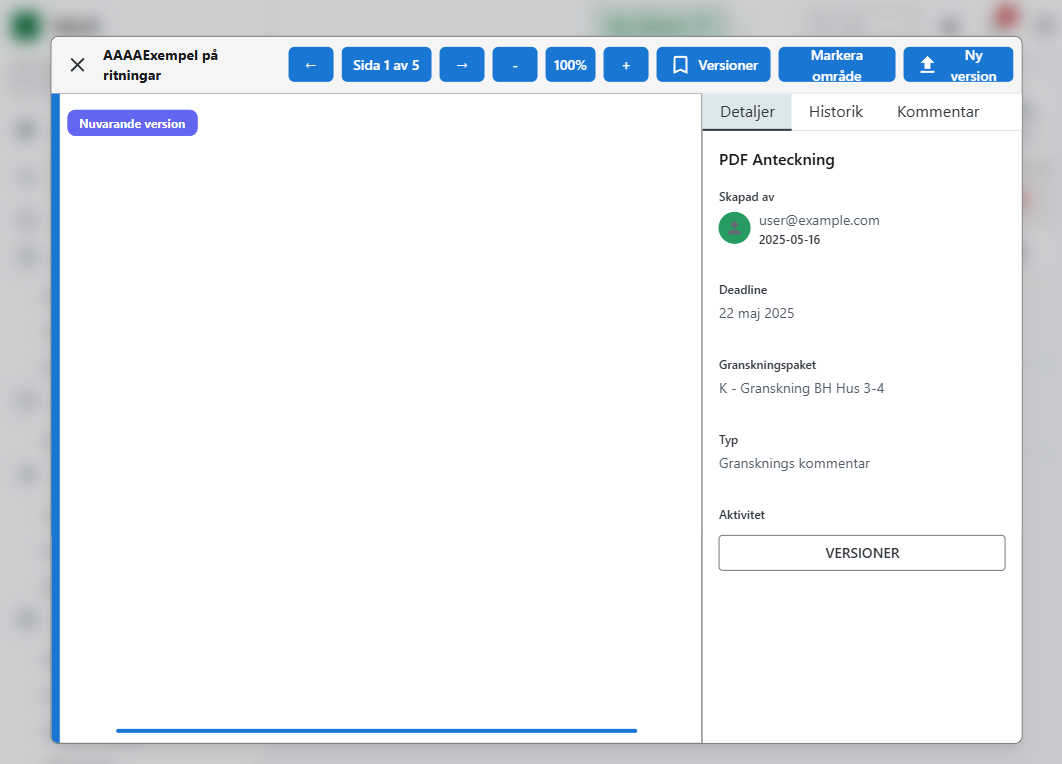 AAAAExempel på
ritningar
←
Sida 1 av 5
→
-
100%
+
Versioner
Markera
område
Ny
version
Nuvarande version
Detaljer
Historik
Kommentar
PDF Anteckning
Skapad av
user@example.com
2025-05-16
Deadline
22 maj 2025
Granskningspaket
K - Granskning BH Hus 3-4
Typ
Gransknings kommentar
Aktivitet
VERSIONER